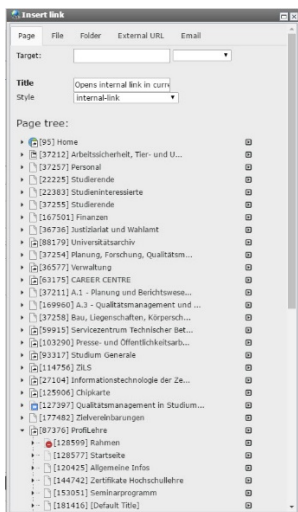 Insert link
Page File Folder External URL Email
Target:
Title Opens internal link in curr
Style internal-link
Page tree:
[95] Home
[37212] Arbeitssicherheit, Tier- und U...
[37257] Personal
[22225] Studierende
[22383] Studieninteressierte
[37255] Studierende
[167501] Finanzen
[36736] Justiziariat und Wahlamt
[88179] Universitätsarchiv
[37254] Planung, Forschung, Qualitätsm...
[36577] Verwaltung
[63175] CAREER CENTRE
[37211] A.1 - Planung und Berichtswese...
[169960] A.3 - Qualitätsmanagement und ...
[37258] Bau, Liegenschaften, Körpersch...
[59915] Servicezentrum Technischer Bet...
[103290] Presse- und Öffentlichkeitsarb...
[93317] Studium Generale
[114756] ZiLS
[27104] Informationstechnologie der Ze...
[125906] Chipkarte
[127397] Qualitätsmanagement in Studium...
[177482] Zielvereinbarungen
[87376] ProfiLehre
[128599] Rahmen
[128577] Startseite
[120425] Allgemeine Infos
[144742] Zertifikate Hochschullehre
[153051] Seminarprogramm
[181416] [Default Title]